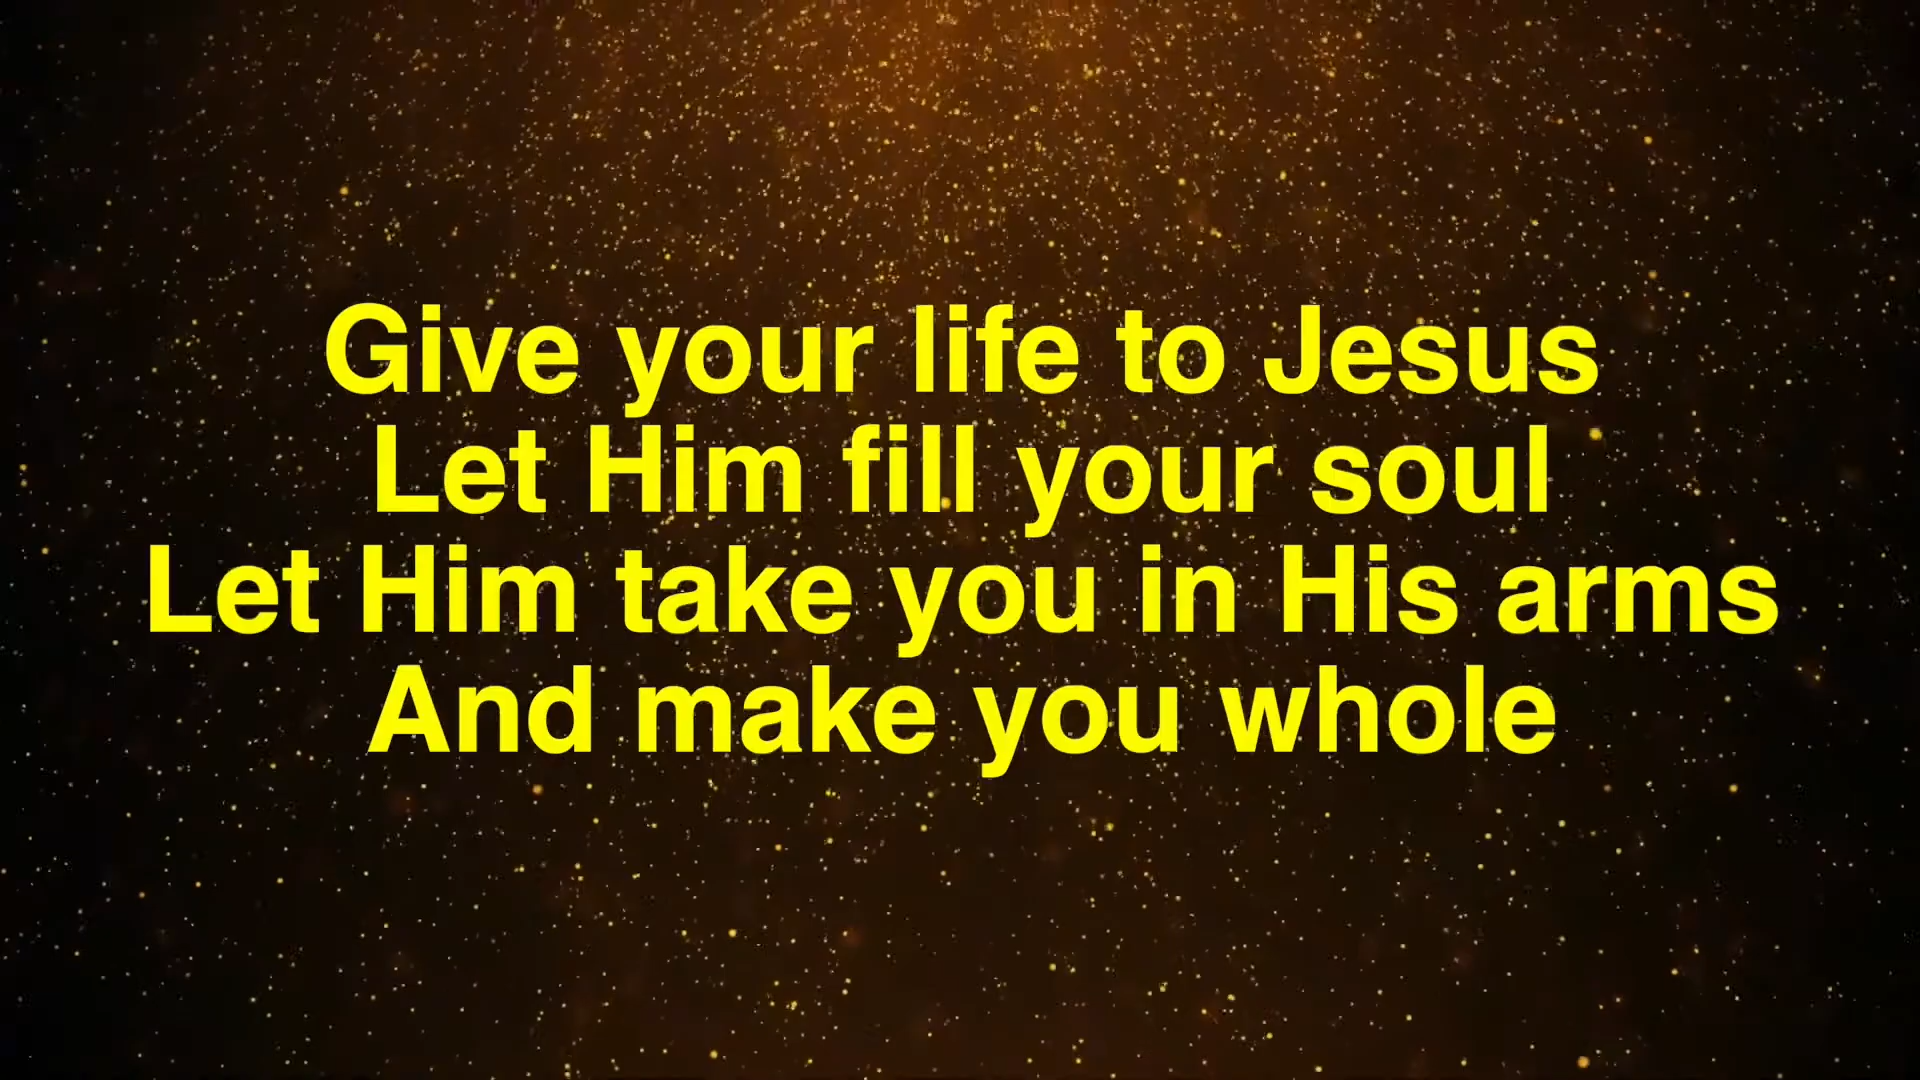 Give your life to Jesus
Let Him fill your soul
Let Him take you in His arms
And make you whole